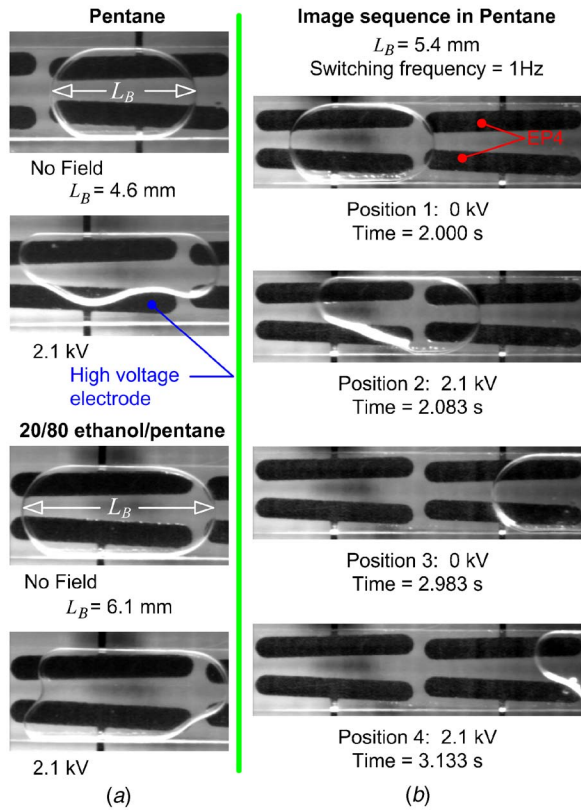 Pentane
L_B
No Field
L_B = 4.6 mm
2.1 kV
High voltage
electrode
20/80 ethanol/pentane
L_B
No Field
L_B = 6.1 mm
2.1 kV
(a)
Image sequence in Pentane
L_B = 5.4 mm
Switching frequency = 1Hz
EP4
Position 1: 0 kV
Time = 2.000 s
Position 2: 2.1 kV
Time = 2.083 s
Position 3: 0 kV
Time = 2.983 s
Position 4: 2.1 kV
Time = 3.133 s
(b)